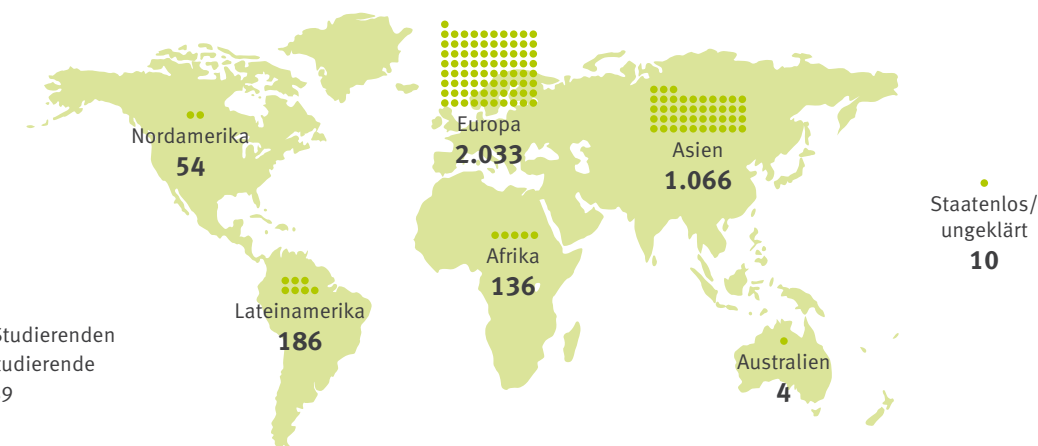 Nordamerika
54
Europa
2.033
Asien
1.066
Staatenlos/
ungeklärt
10
Afrika
136
Lateinamerika
186
Australien
4